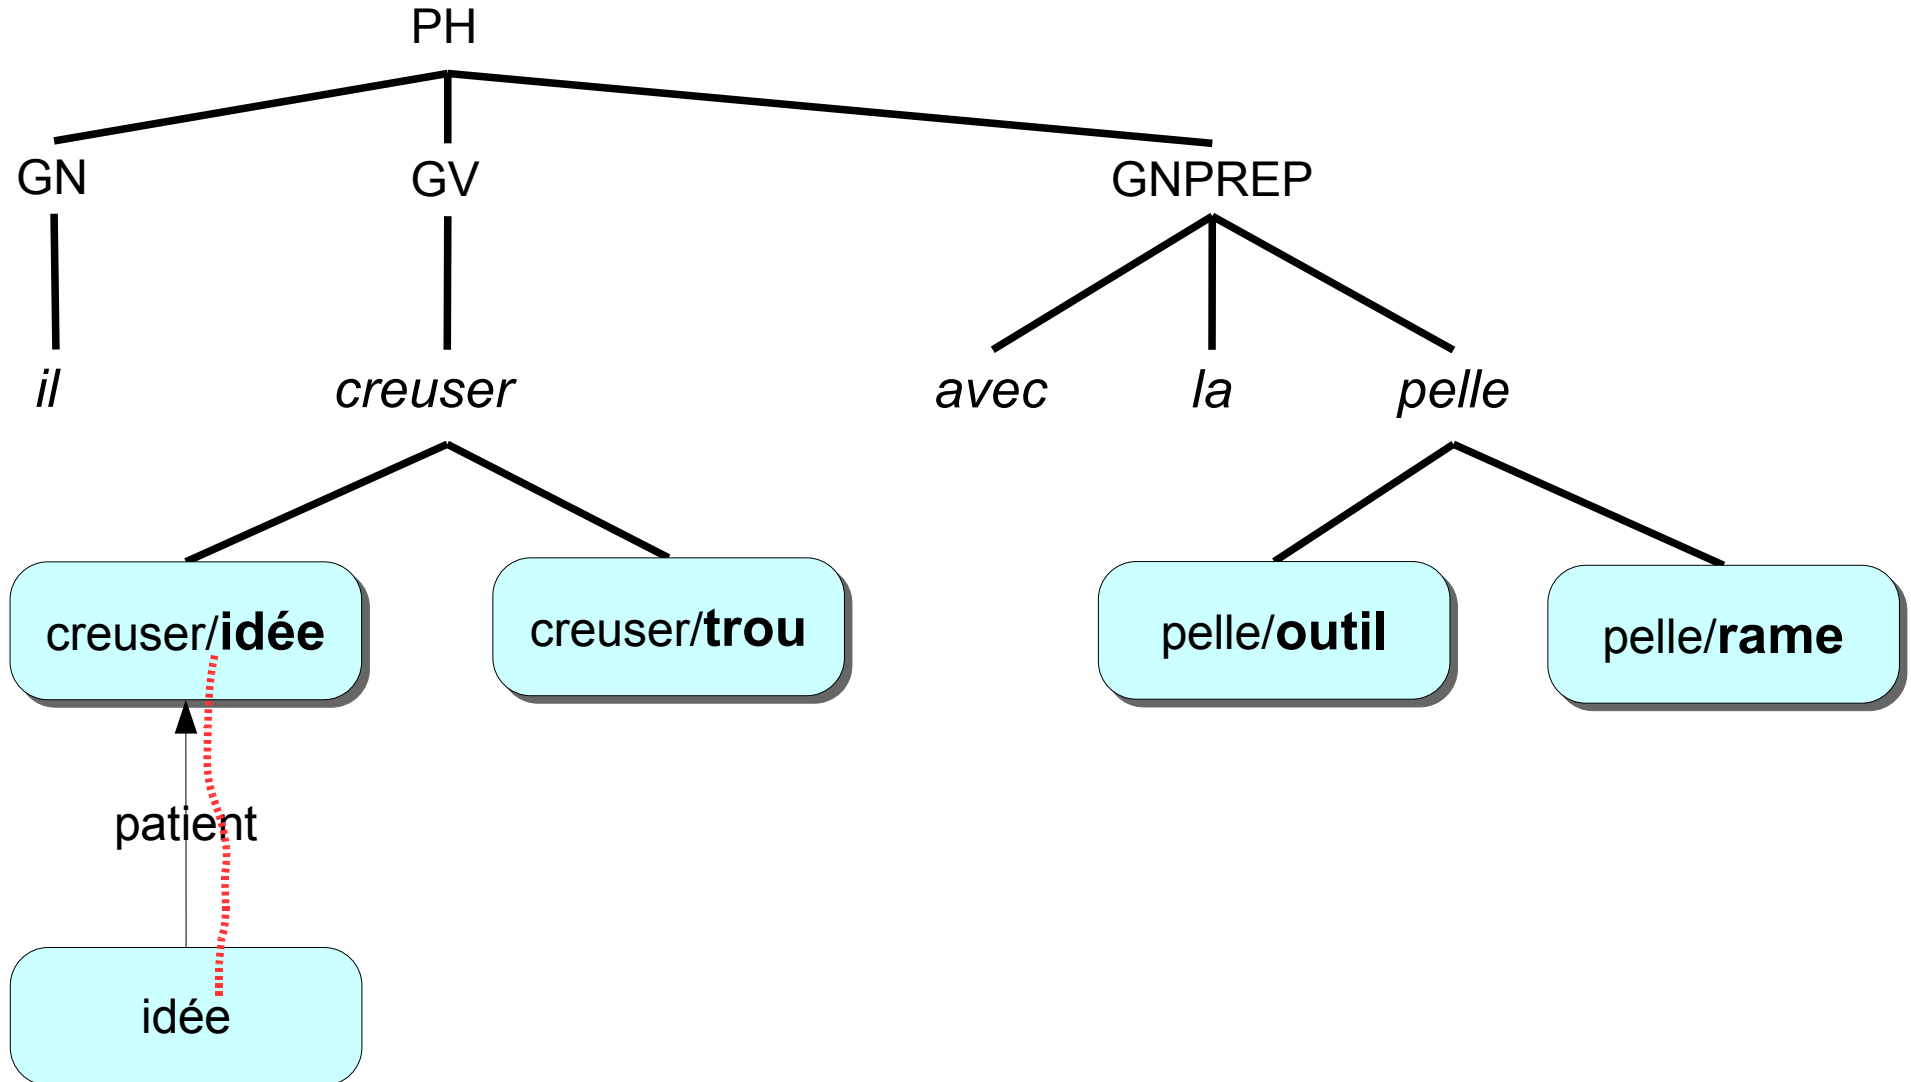 PH
GN GV GNPREP
il creuser avec la pelle
creuser/idée creuser/trou pelle/outil pelle/rame
patient
idée